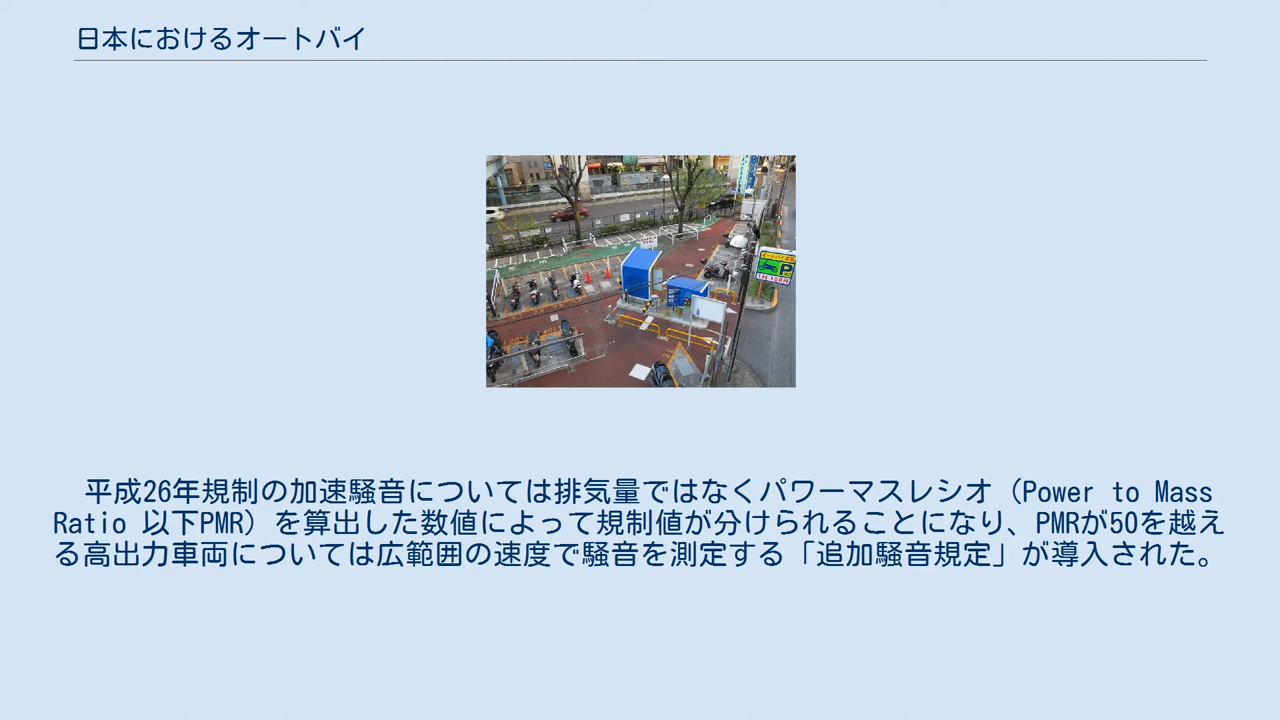 日本におけるオートバイ
P
平成26年規制の加速騒音については排気量ではなくパワーマスレシオ（Power to Mass
Ratio 以下PMR）を算出した数値によって規制値が分けられることになり、PMRが50を越え
る高出力車両については広範囲の速度で騒音を測定する「追加騒音規定」が導入された。